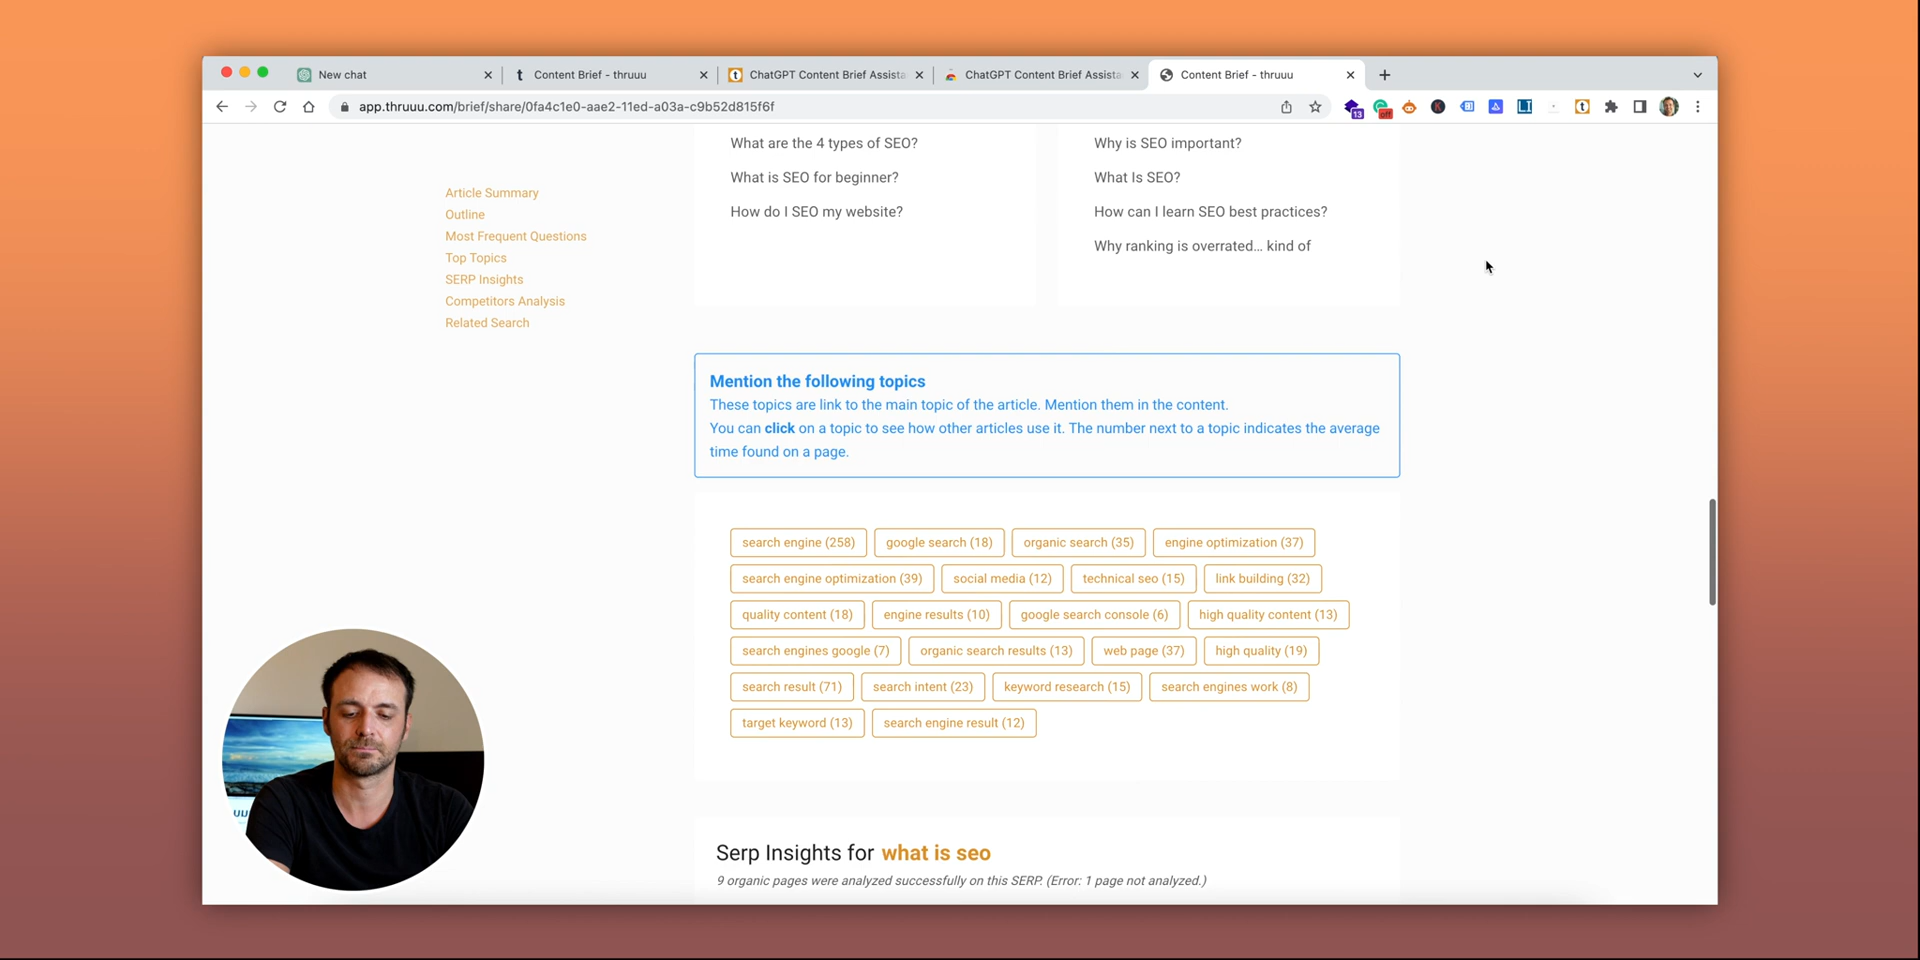 New chat
Content Brief - thruuu
ChatGPT Content Brief Assista
ChatGPT Content Brief Assista
Content Brief - thruuu
app.thruuu.com/brief/share/0fa4c1e0-aae2-11ed-a03a-c9b52d815f6f
13
off
Article Summary
Outline
Most Frequent Questions
Top Topics
SERP Insights
Competitors Analysis
Related Search
What are the 4 types of SEO?
What is SEO for beginner?
How do I SEO my website?
Why is SEO important?
What Is SEO?
How can I learn SEO best practices?
Why ranking is overrated... kind of
Mention the following topics
These topics are link to the main topic of the article. Mention them in the content.
You can click on a topic to see how other articles use it. The number next to a topic indicates the average
time found on a page.
search engine (258) google search (18) organic search (35) engine optimization (37)
search engine optimization (39) social media (12) technical seo (15) link building (32)
quality content (18) engine results (10) google search console (6) high quality content (13)
search engines google (7) organic search results (13) web page (37) high quality (19)
search result (71) search intent (23) keyword research (15) search engines work (8)
target keyword (13) search engine result (12)
Serp Insights for what is seo
9 organic pages were analyzed successfully on this SERP. (Error: 1 page not analyzed.)